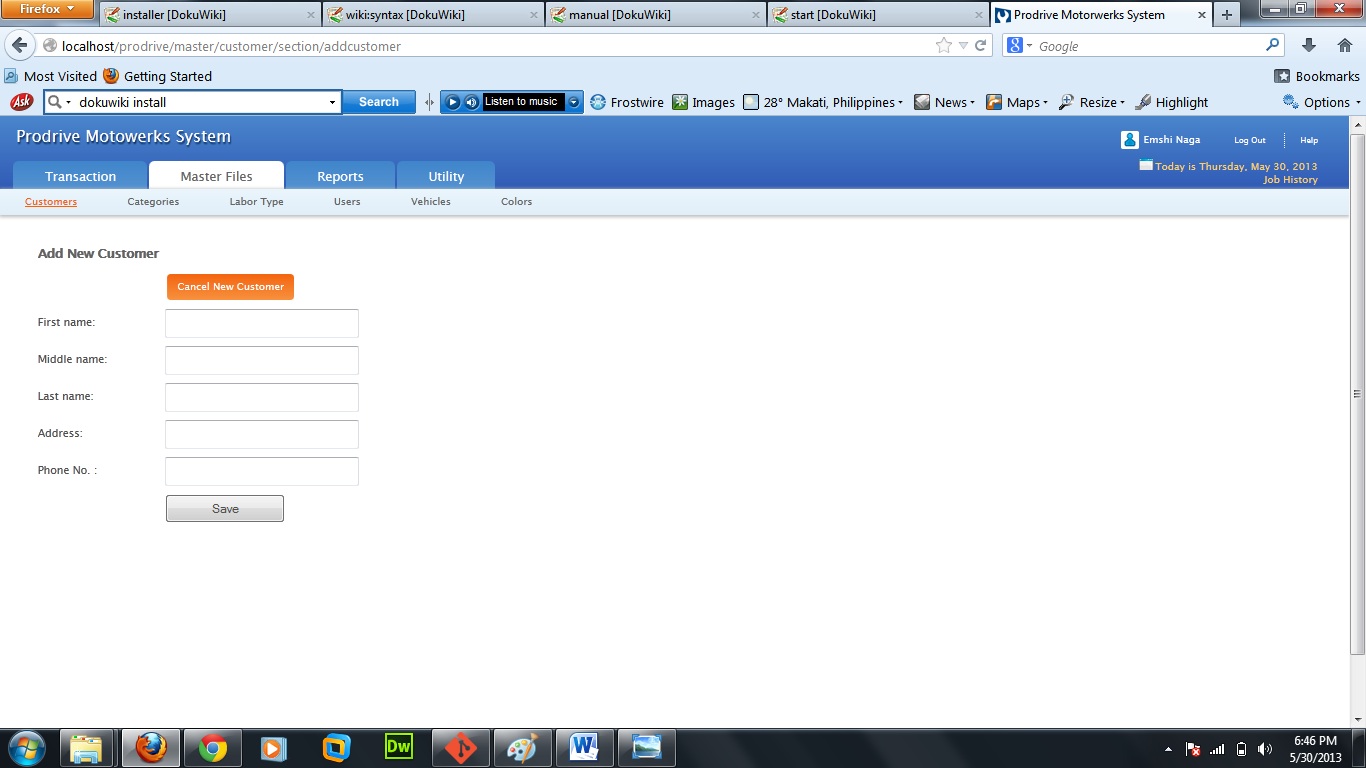 Firefox
installer [DokuWiki]
wiki:syntax [DokuWiki]
manual [DokuWiki]
start [DokuWiki]
Prodrive Motorwerks System
localhost/prodrive/master/customer/section/addcustomer
Google
Most Visited
Getting Started
Bookmarks
Ask
dokuwiki install
Search
Listen to music
Frostwire
Images
28° Makati, Philippines
News
Maps
Resize
Highlight
Options
Prodrive Motowerks System
Emshi Naga
Log Out
Help
Today is Thursday, May 30, 2013
Job History
Transaction
Master Files
Reports
Utility
Customers
Categories
Labor Type
Users
Vehicles
Colors
Add New Customer
Cancel New Customer
First name:
Middle name:
Last name:
Address:
Phone No. :
Save
Dw
6:46 PM
5/30/2013